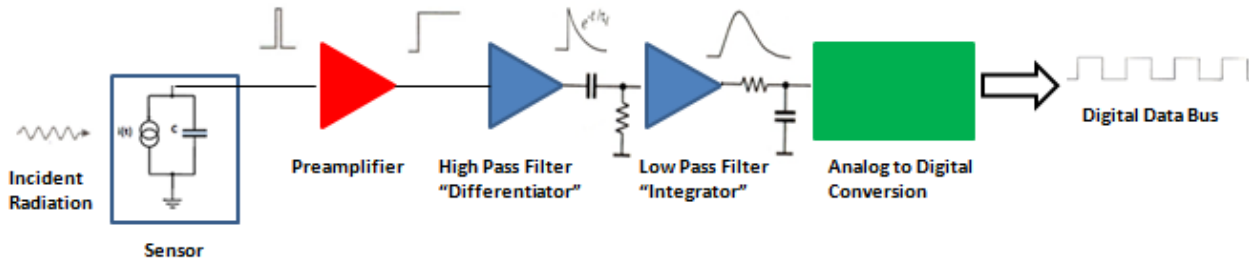 e^-t/τd
i(t)
C
Incident
Radiation
Sensor
Preamplifier
High Pass Filter
“Differentiator”
Low Pass Filter
“Integrator”
Analog to Digital
Conversion
Digital Data Bus